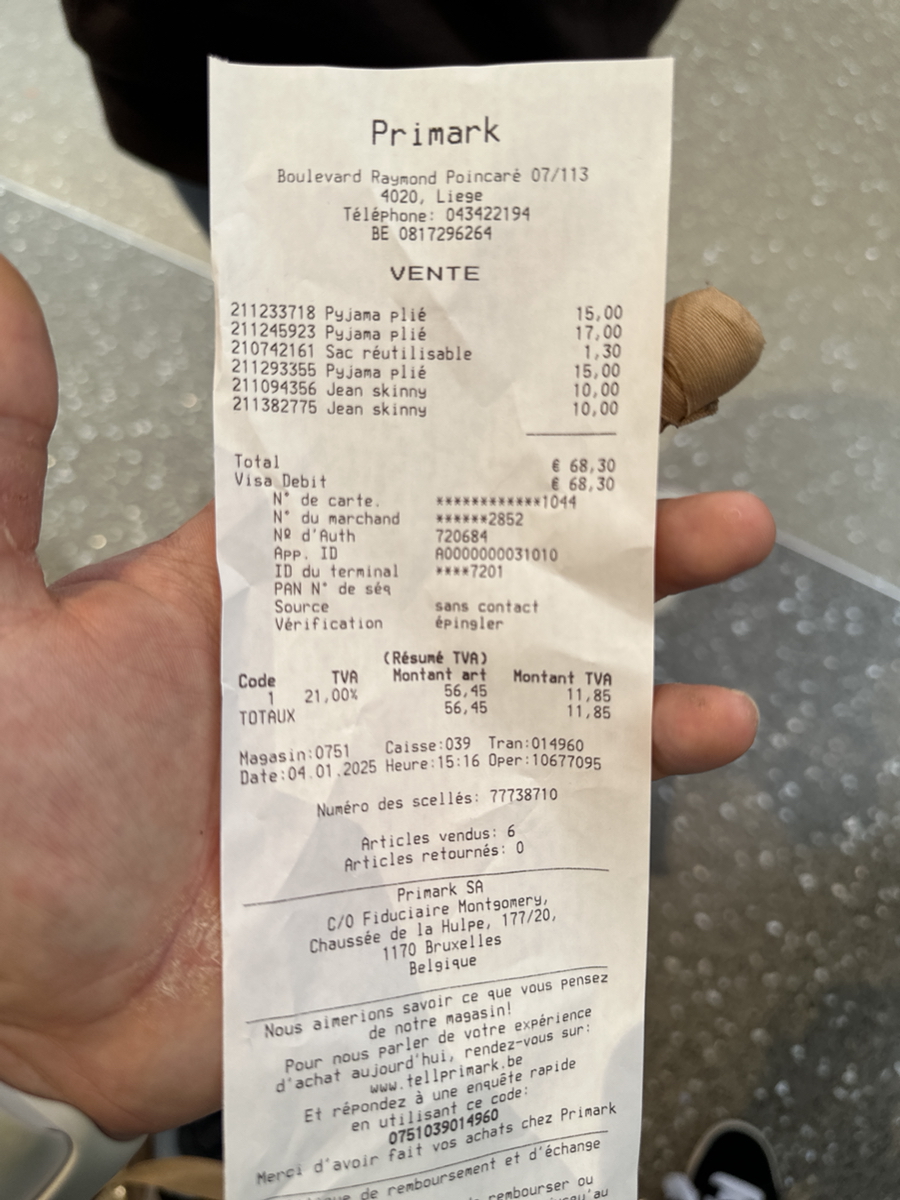 Primark
Boulevard Raymond Poincaré 07/113
4020, Liege
Téléphone: 043422194
BE 0817296264
VENTE
211233718 Pyjama plié 15,00
211245923 Pyjama plié 17,00
210742161 Sac réutilisable 1,30
211293355 Pyjama plié 15,00
211094356 Jean skinny 10,00
211382775 Jean skinny 10,00
Total € 68,30
Visa Debit € 68,30
N° de carte. ************1044
N° du marchand ******2852
Nº d'Auth 720684
App. ID A0000000031010
ID du terminal ****7201
PAN N° de séq
Source sans contact
Vérification épingler
(Résumé TVA)
Code TVA Montant art Montant TVA
1 21,00% 56,45 11,85
TOTAUX 56,45 11,85
Magasin:0751 Caisse:039 Tran:014960
Date:04.01.2025 Heure:15:16 Oper:10677095
Numéro des scellés: 77738710
Articles vendus: 6
Articles retournés: 0
Primark SA
C/O Fiduciaire Montgomery,
Chaussée de la Hulpe, 177/20,
1170 Bruxelles
Belgique
Nous aimerions savoir ce que vous pensez
de notre magasin!
Pour nous parler de votre expérience
d'achat aujourd'hui, rendez-vous sur:
www.tellprimark.be
Et répondez à une enquête rapide
en utilisant ce code:
0751039014960
Merci d'avoir fait vos achats chez Primark
de remboursement et d'échange
rembourser ou
au